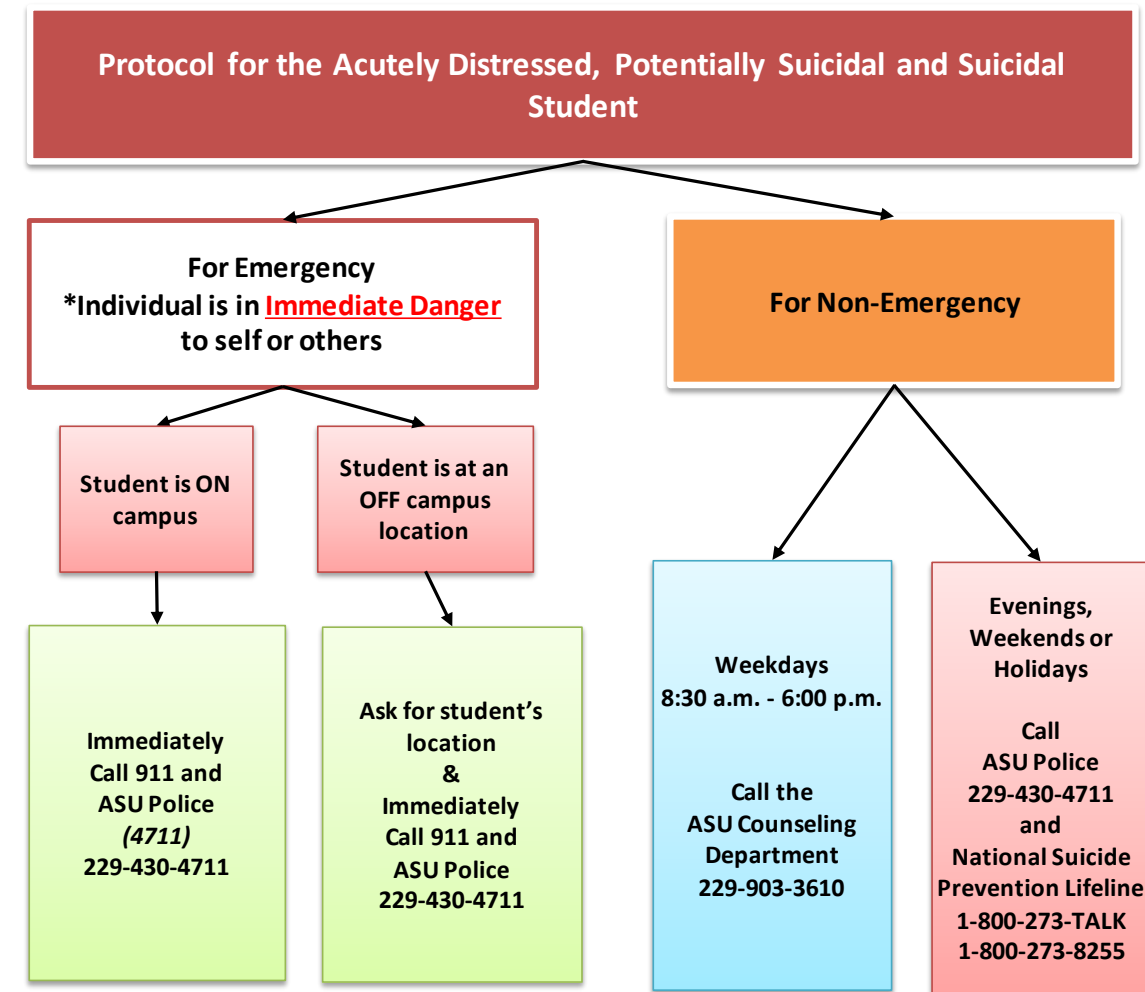 Protocol for the Acutely Distressed, Potentially Suicidal and Suicidal
Student
For Emergency
*Individual is in Immediate Danger
to self or others
For Non-Emergency
Student is ON
campus
Student is at an
OFF campus
location
Immediately
Call 911 and
ASU Police
(4711)
229-430-4711
Ask for student’s
location
&
Immediately
Call 911 and
ASU Police
229-430-4711
Weekdays
8:30 a.m. - 6:00 p.m.
Call the
ASU Counseling
Department
229-903-3610
Evenings,
Weekends or
Holidays
Call
ASU Police
229-430-4711
and
National Suicide
Prevention Lifeline
1-800-273-TALK
1-800-273-8255